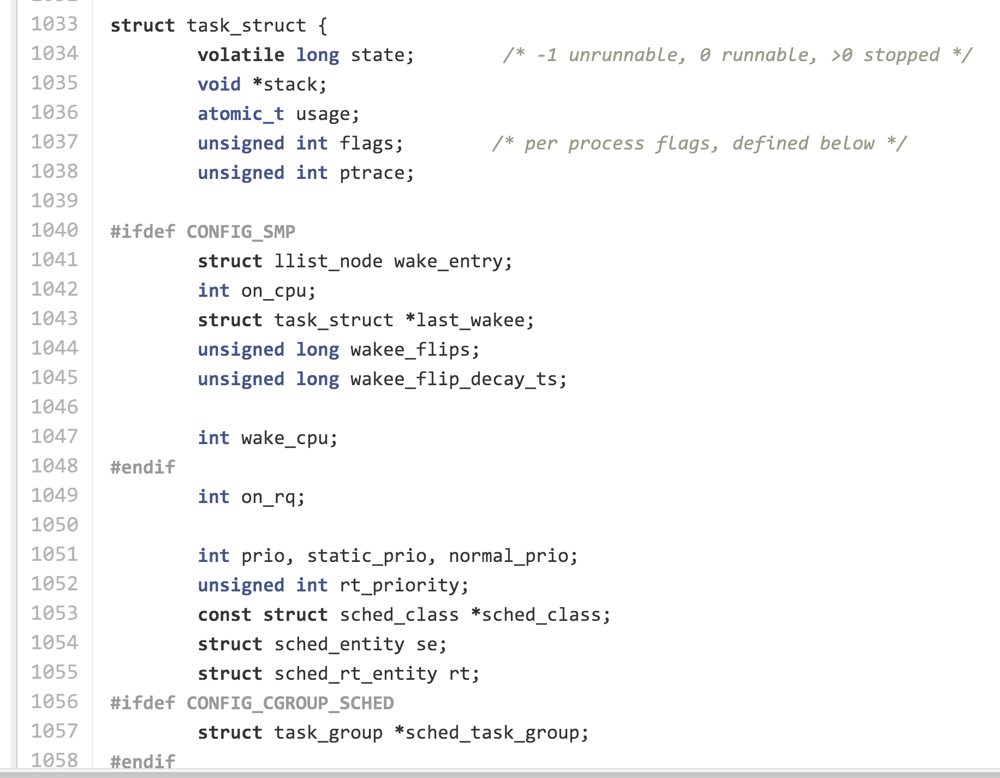 1033 struct task_struct {
1034         volatile long state;        /* -1 unrunnable, 0 runnable, >0 stopped */
1035         void *stack;
1036         atomic_t usage;
1037         unsigned int flags;        /* per process flags, defined below */
1038         unsigned int ptrace;
1039
1040 #ifdef CONFIG_SMP
1041         struct llist_node wake_entry;
1042         int on_cpu;
1043         struct task_struct *last_wakee;
1044         unsigned long wakee_flips;
1045         unsigned long wakee_flip_decay_ts;
1046
1047         int wake_cpu;
1048 #endif
1049         int on_rq;
1050
1051         int prio, static_prio, normal_prio;
1052         unsigned int rt_priority;
1053         const struct sched_class *sched_class;
1054         struct sched_entity se;
1055         struct sched_rt_entity rt;
1056 #ifdef CONFIG_CGROUP_SCHED
1057         struct task_group *sched_task_group;
1058 #endif